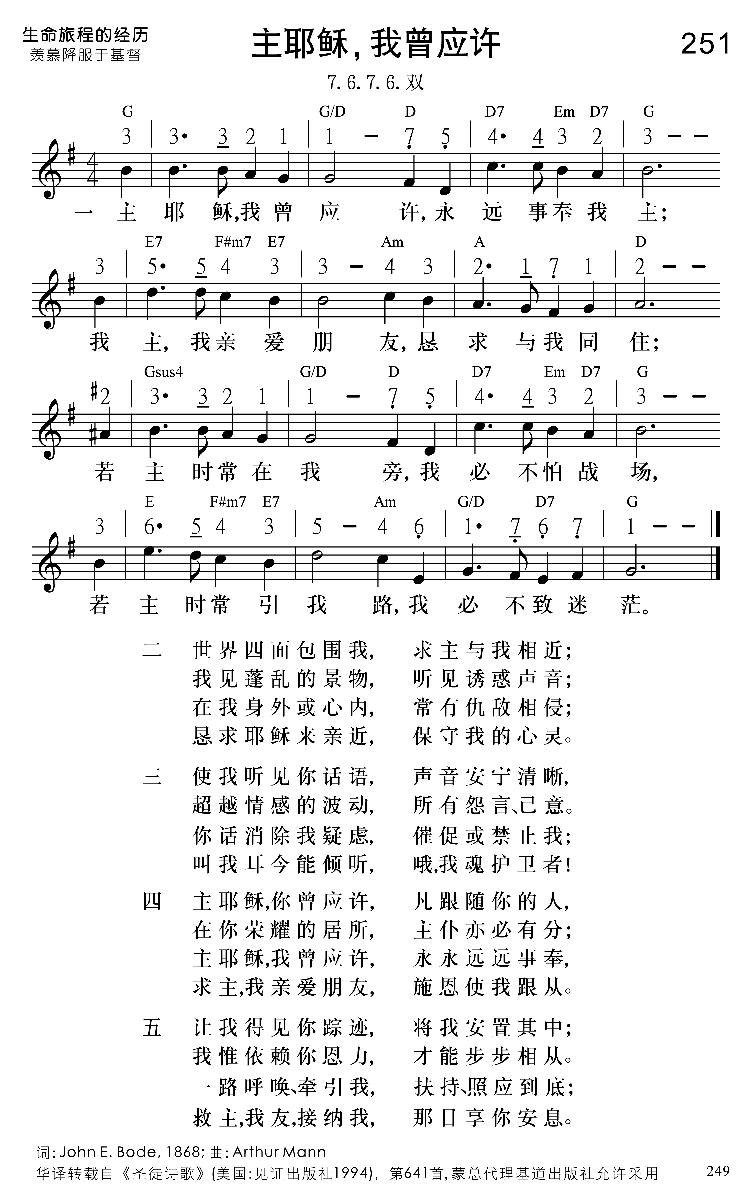 生命旅程的经历
羡慕降服于基督
主耶稣，我曾应许
251
7.6.7.6.双
G G/D D D7 Em D7 G
3 | 3· 3 2 1 | 1 − 7 5 | 4· 4 3 2 | 3 − −
一 主 耶 稣,我 曾 应 许,永 远 事奉 我 主;
E7 F#m7 E7 Am A D
3 | 5· 5 4 3 | 3 − 4 3 | 2· 1 7 1 | 2 − −
我 主,我亲 爱 朋 友,恳 求 与我 同 住;
Gsus4 G/D D D7 Em D7 G
#2 | 3· 3 2 1 | 1 − 7 5 | 4· 4 3 2 | 3 − −
若 主 时常 在 我 旁,我 必 不怕 战 场,
E F#m7 E7 Am G/D D7 G
3 | 6· 5 4 3 | 5 − 4 6 | 1· 7 6 7 | 1 − −
若 主 时常 引 我 路,我 必 不致 迷 茫。
二 世界四面包围我, 求主与我相近;
我见蓬乱的景物, 听见诱惑声音;
在我身外或心内, 常有仇敌相侵;
恳求耶稣来亲近, 保守我的心灵。
三 使我听见你话语, 声音安宁清晰,
超越情感的波动, 所有怨言、己意。
你话消除我疑虑, 催促或禁止我;
叫我耳今能倾听, 哦,我魂护卫者!
四 主耶稣,你曾应许, 凡跟随你的人,
在你荣耀的居所, 主仆亦必有分;
主耶稣,我曾应许, 永永远远事奉,
求主,我亲爱朋友, 施恩使我跟从。
五 让我得见你踪迹, 将我安置其中;
我惟依赖你恩力, 才能步步相从。
一路呼唤、牵引我, 扶持、照应到底;
救主,我友,接纳我, 那日享你安息。
词: John E. Bode, 1868; 曲: Arthur Mann
华译转载自《圣徒诗歌》(美国:见证出版社1994), 第641首,蒙总代理基道出版社允许采用
249